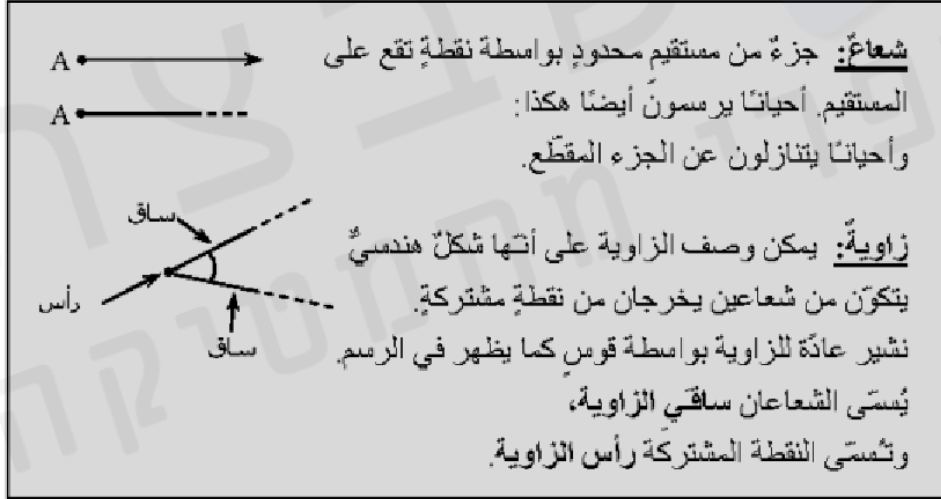 شعاعٌ: جزءٌ من مستقيمٍ محدودٍ بواسطة نقطةٍ تقع على
المستقيم. أحيانًا يرسمونَ أيضًا هكذا:
وأحيانًا يتنازلون عن الجزء المقطّع.
A
A
زاويةٌ: يمكن وصف الزاوية على أنّها شكلٌ هندسيٌّ
يتكوّن من شعاعين يخرجان من نقطةٍ مشتركةٍ.
نشير عادًة للزاوية بواسطة قوسٍ كما يظهر في الرسم.
يُسمّى الشعاعان ساقَي الزاوية،
وتُسمّى النقطة المشتركة رأس الزاوية.
ساق
رأس
ساق